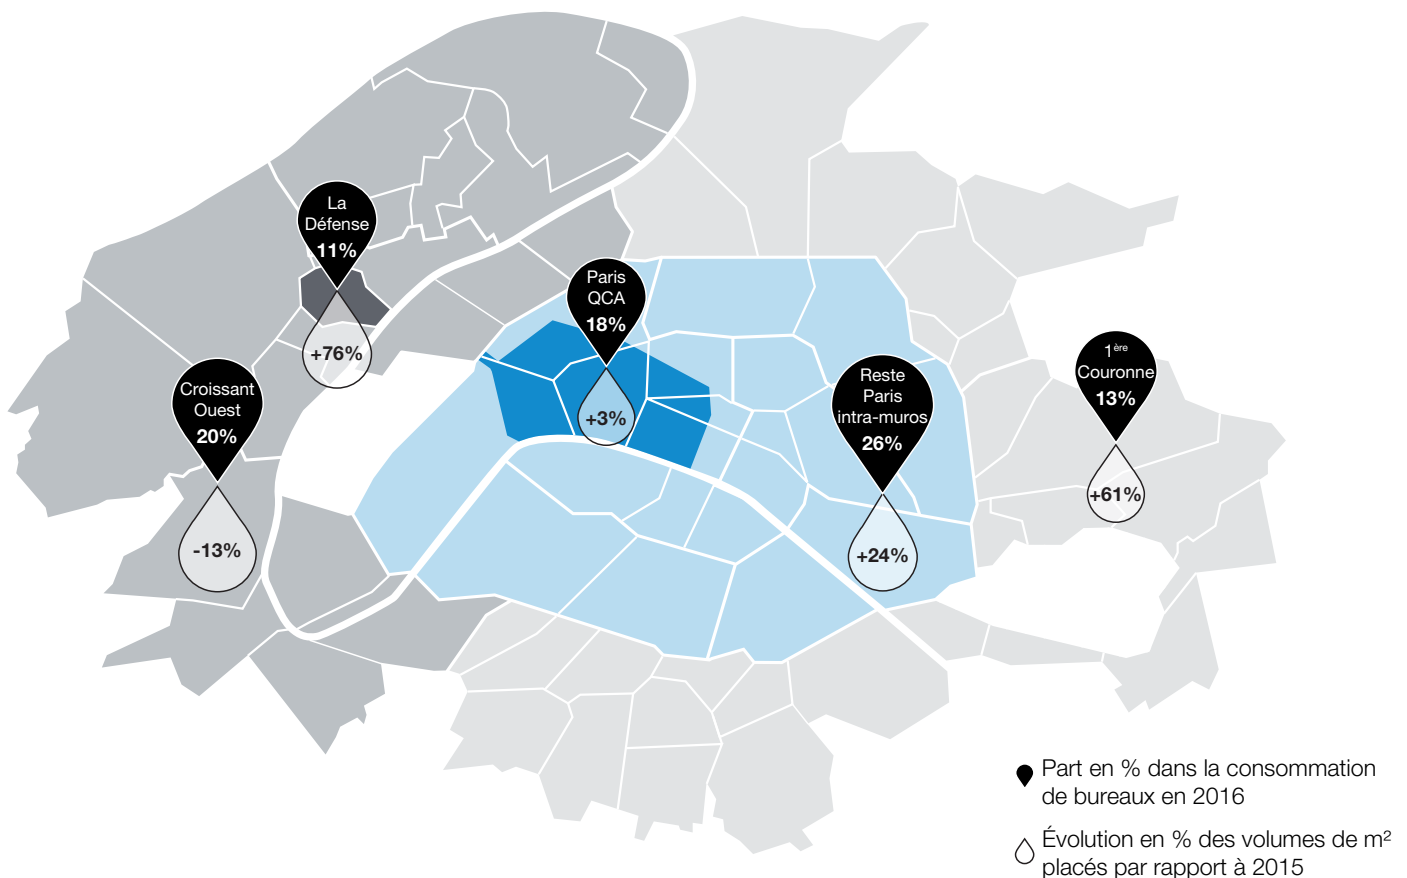 La
Défense
11%
+76%
Paris
QCA
18%
+3%
Croissant
Ouest
20%
-13%
Reste
Paris
intra-muros
26%
+24%
1ère
Couronne
13%
+61%
Part en % dans la consommation
de bureaux en 2016
Évolution en % des volumes de m²
placés par rapport à 2015